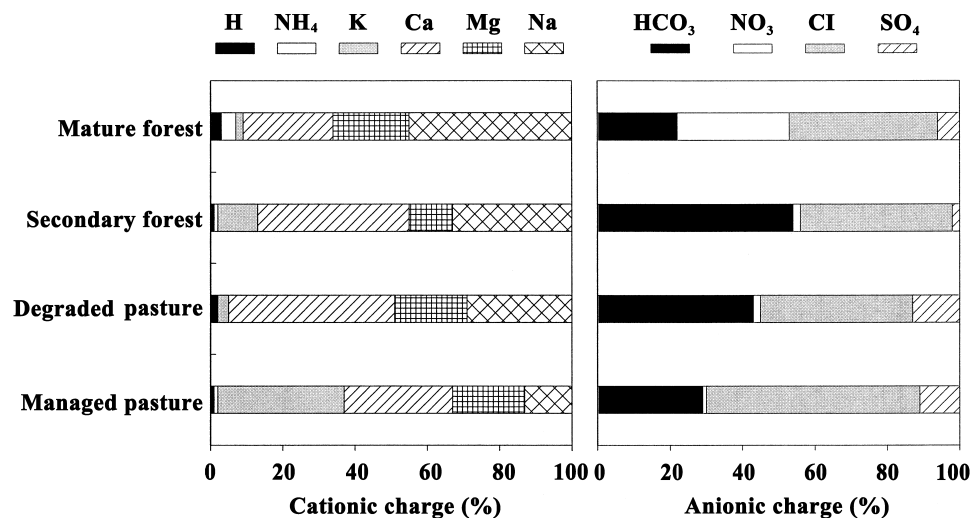 H NH₄ K Ca Mg Na
HCO₃ NO₃ CI SO₄
Mature forest
Secondary forest
Degraded pasture
Managed pasture
0 20 40 60 80 100
0 20 40 60 80 100
Cationic charge (%)
Anionic charge (%)